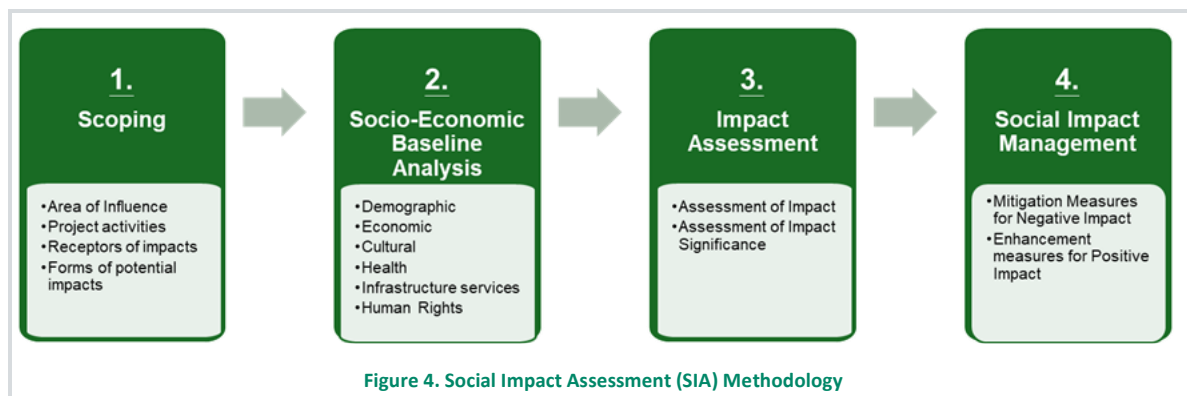 1.
Scoping
•Area of Influence
•Project activities
•Receptors of impacts
•Forms of potential
impacts
2.
Socio-Economic
Baseline
Analysis
•Demographic
•Economic
•Cultural
•Health
•Infrastructure services
•Human Rights
3.
Impact
Assessment
•Assessment of Impact
•Assessment of Impact
Significance
4.
Social Impact
Management
•Mitigation Measures
for Negative Impact
•Enhancement
measures for Positive
Impact
Figure 4. Social Impact Assessment (SIA) Methodology